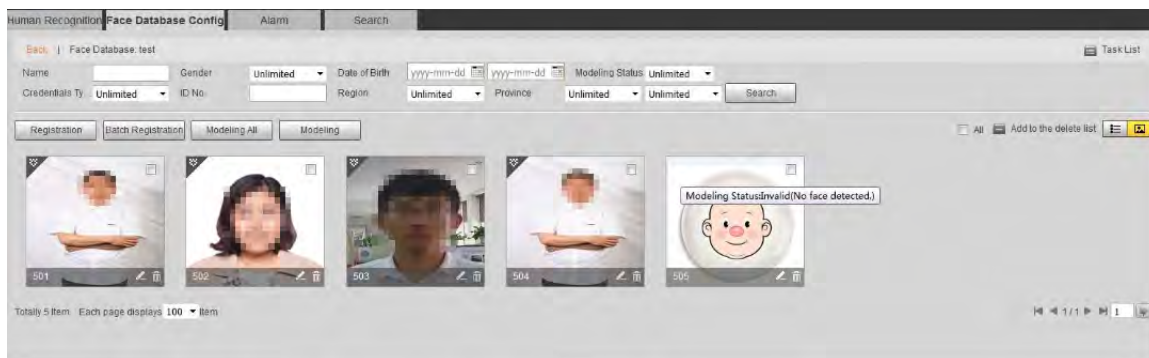 Human Recognition Face Database Config Alarm Search
Back | Face Database: test Task List
Name Gender Unlimited Date of Birth yyyy-mm-dd yyyy-mm-dd Modeling Status Unlimited
Credentials Ty Unlimited ID No. Region Unlimited Province Unlimited Unlimited Search
Registration Batch Registration Modeling All Modeling All Add to the delete list
Modeling Status:Invalid(No face detected.)
501 502 503 504 505
Totally 5 Item Each page displays 100 Item 1/1 1